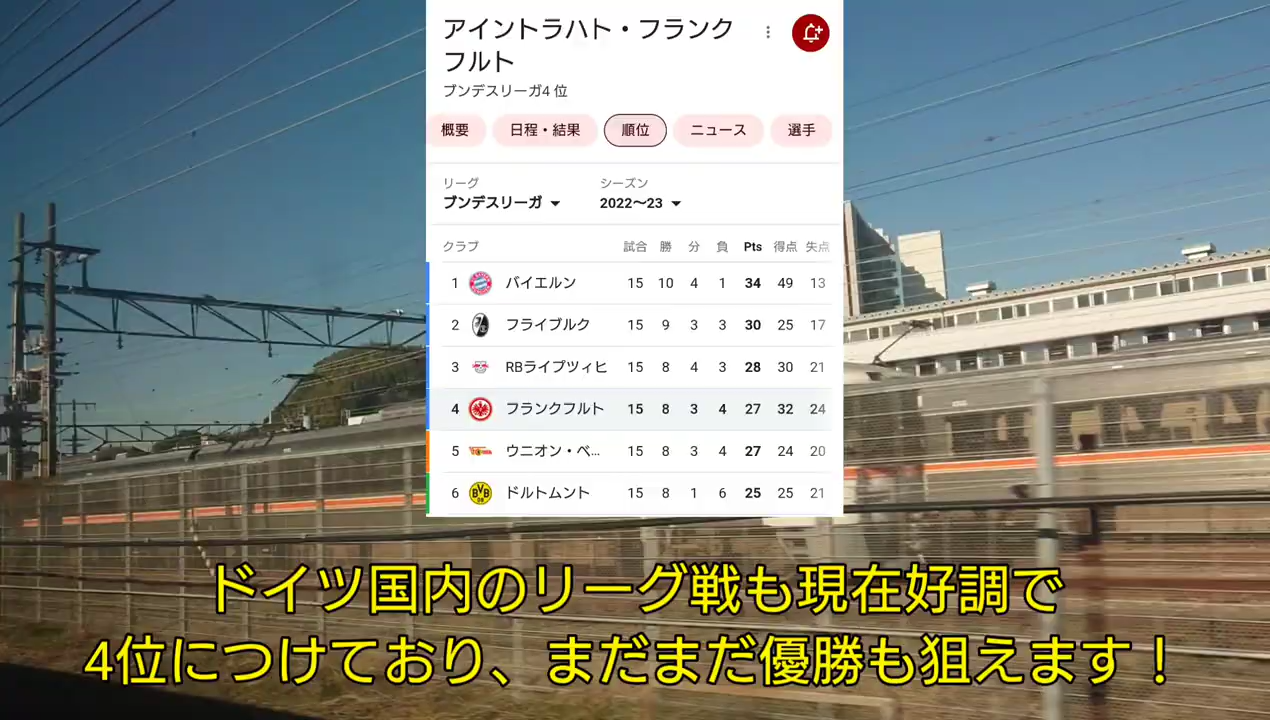 アイントラハト・フランク
フルト
ブンデスリーガ4 位
概要 日程・結果 順位 ニュース 選手
リーグ シーズン
ブンデスリーガ 2022〜23
クラブ 試合 勝 分 負 Pts 得点 失点
1 バイエルン 15 10 4 1 34 49 13
2 フライブルク 15 9 3 3 30 25 17
3 RBライプツィヒ 15 8 4 3 28 30 21
4 フランクフルト 15 8 3 4 27 32 24
5 ウニオン・ベ... 15 8 3 4 27 24 20
6 ドルトムント 15 8 1 6 25 25 21
ドイツ国内のリーグ戦も現在好調で
4位につけており、まだまだ優勝も狙えます！